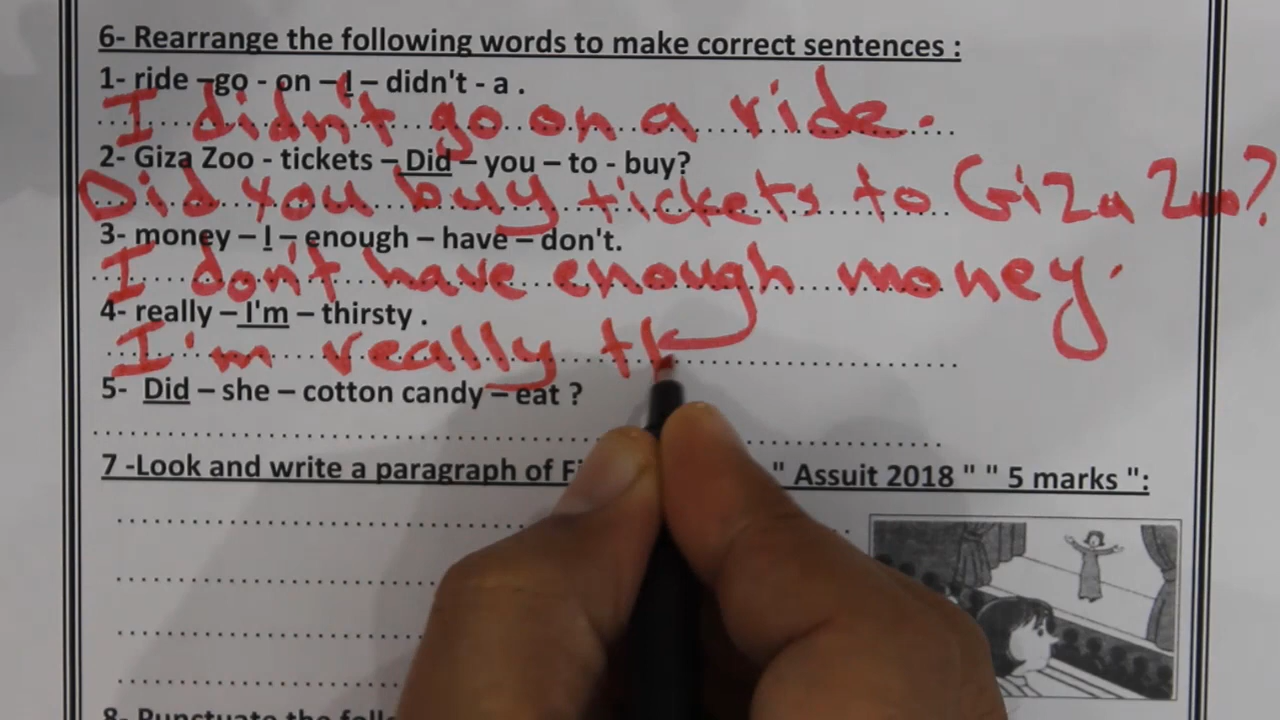 6- Rearrange the following words to make correct sentences :
1- ride –go - on – I – didn't - a .
I didn't go on a ride.
2- Giza Zoo - tickets – Did – you – to - buy?
Did you buy tickets to Giza Zoo?
3- money – I – enough – have – don't.
I don't have enough money.
4- really – I'm – thirsty .
I'm really th
5- Did – she – cotton candy – eat ?
7 -Look and write a paragraph of " Assuit 2018 " " 5 marks ":
8- Punctuate the